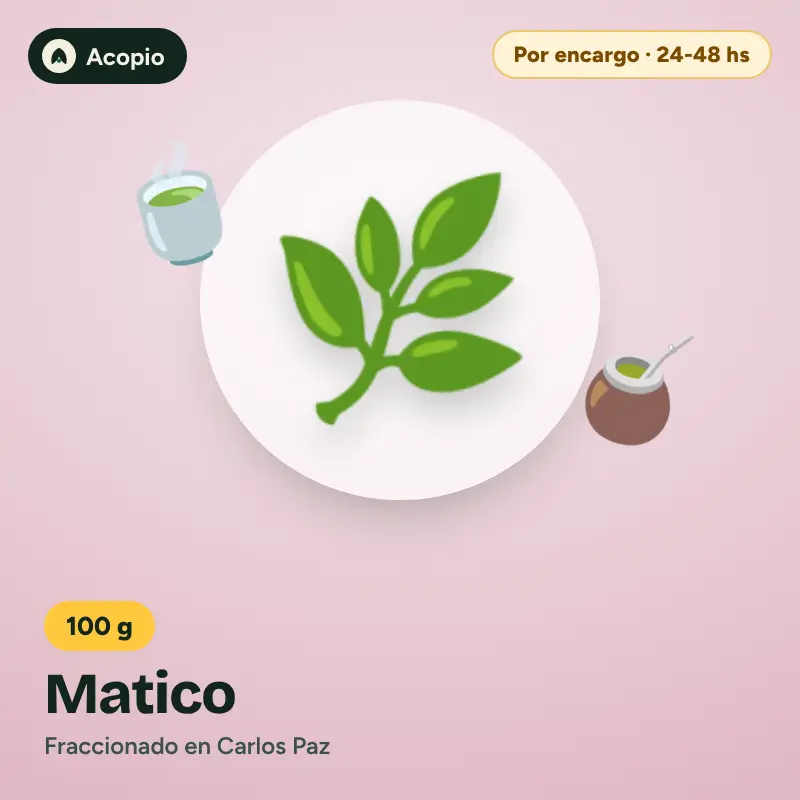 Acopio
Por encargo · 24-48 hs
100 g
Matico
Fraccionado en Carlos Paz